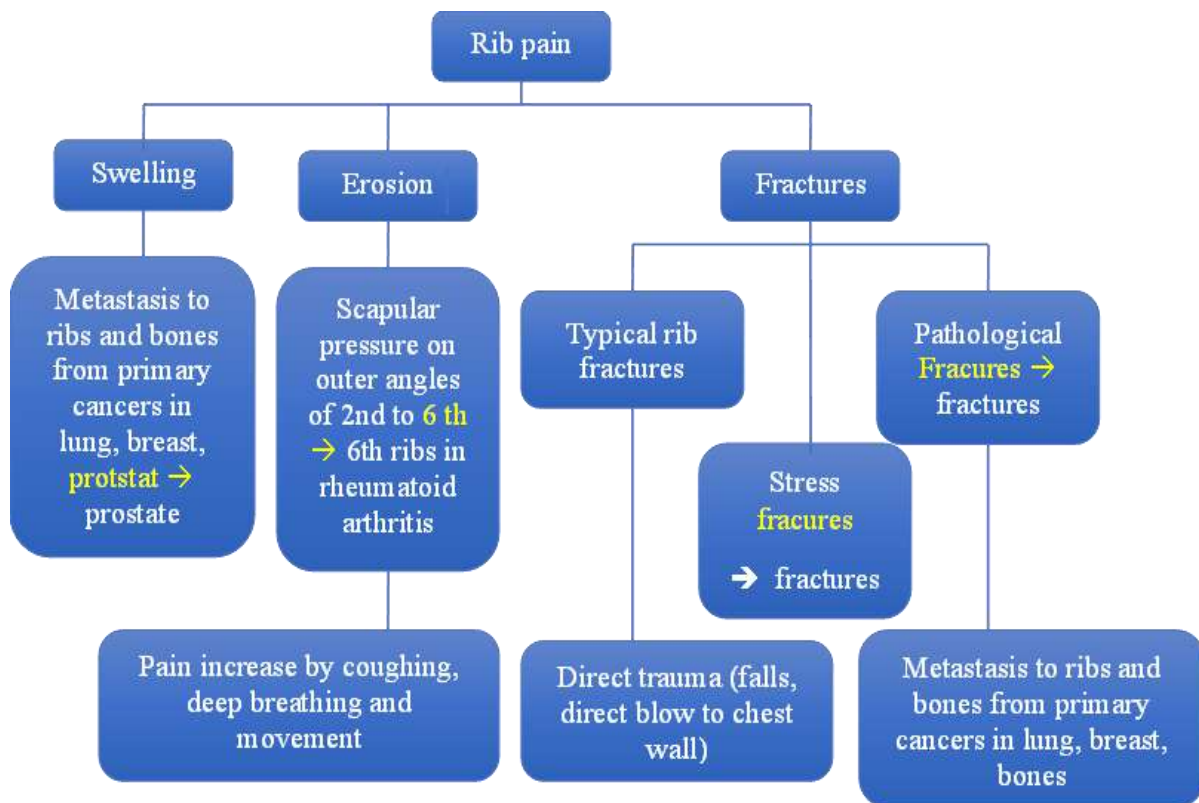 Rib pain
Swelling
Erosion
Fractures
Metastasis to
ribs and bones
from primary
cancers in
lung, breast,
protstat →
prostate
Scapular
pressure on
outer angles
of 2nd to 6 th
→ 6th ribs in
rheumatoid
arthritis
Typical rib
fractures
Pathological
Fracures →
fractures
Stress
fracures
➔ fractures
Pain increase by coughing,
deep breathing and
movement
Direct trauma (falls,
direct blow to chest
wall)
Metastasis to ribs and
bones from primary
cancers in lung, breast,
bones